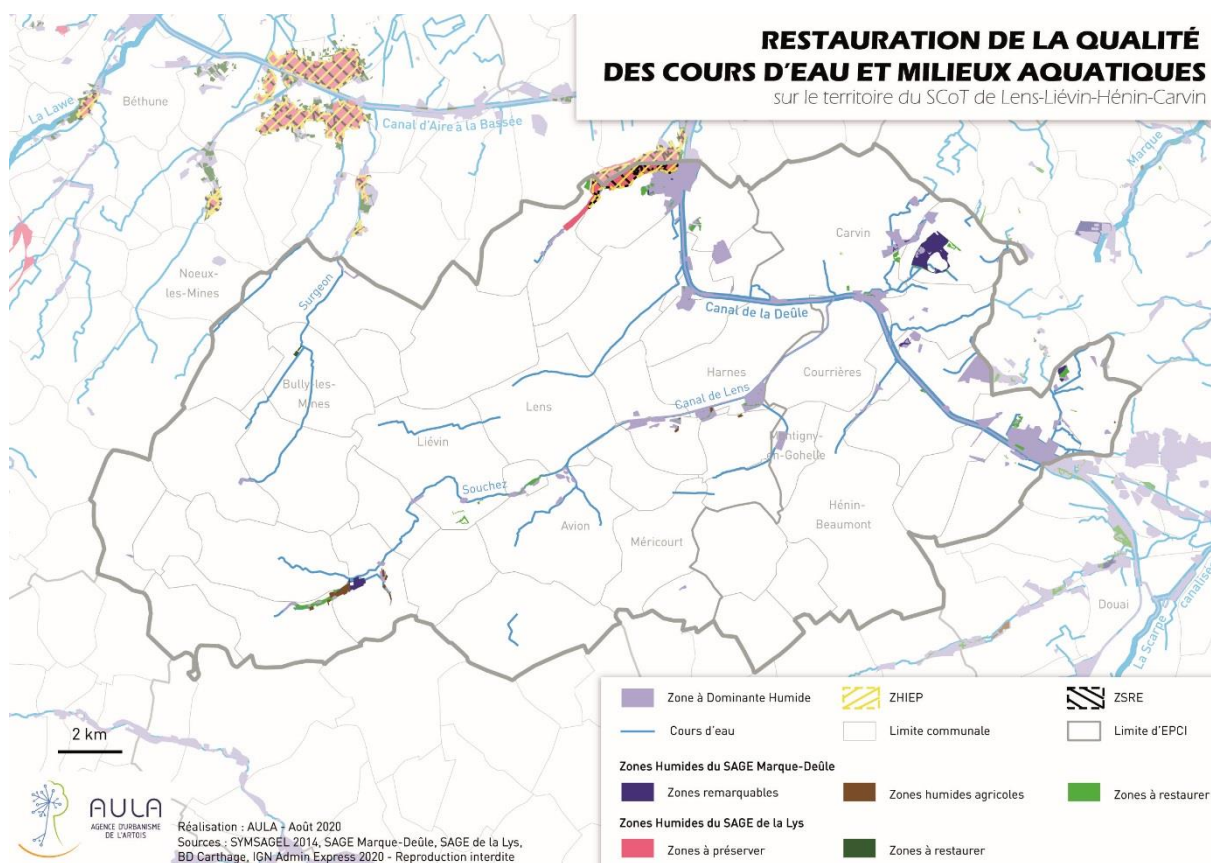 RESTAURATION DE LA QUALITÉ
DES COURS D'EAU ET MILIEUX AQUATIQUES
sur le territoire du SCoT de Lens-Liévin-Hénin-Carvin
La Lawe
Béthune
Canal d'Aire à la Bassée
Marque
Carvin
Noeux-
les-Mines
Surgeon
Canal de la Deûle
Bully-les-
Mines
Harnes
Courrières
Canal de Lens
Lens
Liévin
Montigny-
en-Gohelle
Souchez
Hénin-
Beaumont
Avion
Méricourt
Douai
La Scarpe canalisé
2 km
Zone à Dominante Humide
ZHIEP
ZSRE
Cours d'eau
Limite communale
Limite d'EPCI
Zones Humides du SAGE Marque-Deûle
Zones remarquables
Zones humides agricoles
Zones à restaurer
Zones Humides du SAGE de la Lys
Zones à préserver
Zones à restaurer
AULA
AGENCE D'URBANISME
DE L'ARTOIS
Réalisation : AULA - Août 2020
Sources : SYMSAGEL 2014, SAGE Marque-Deûle, SAGE de la Lys,
BD Carthage, IGN Admin Express 2020 - Reproduction interdite